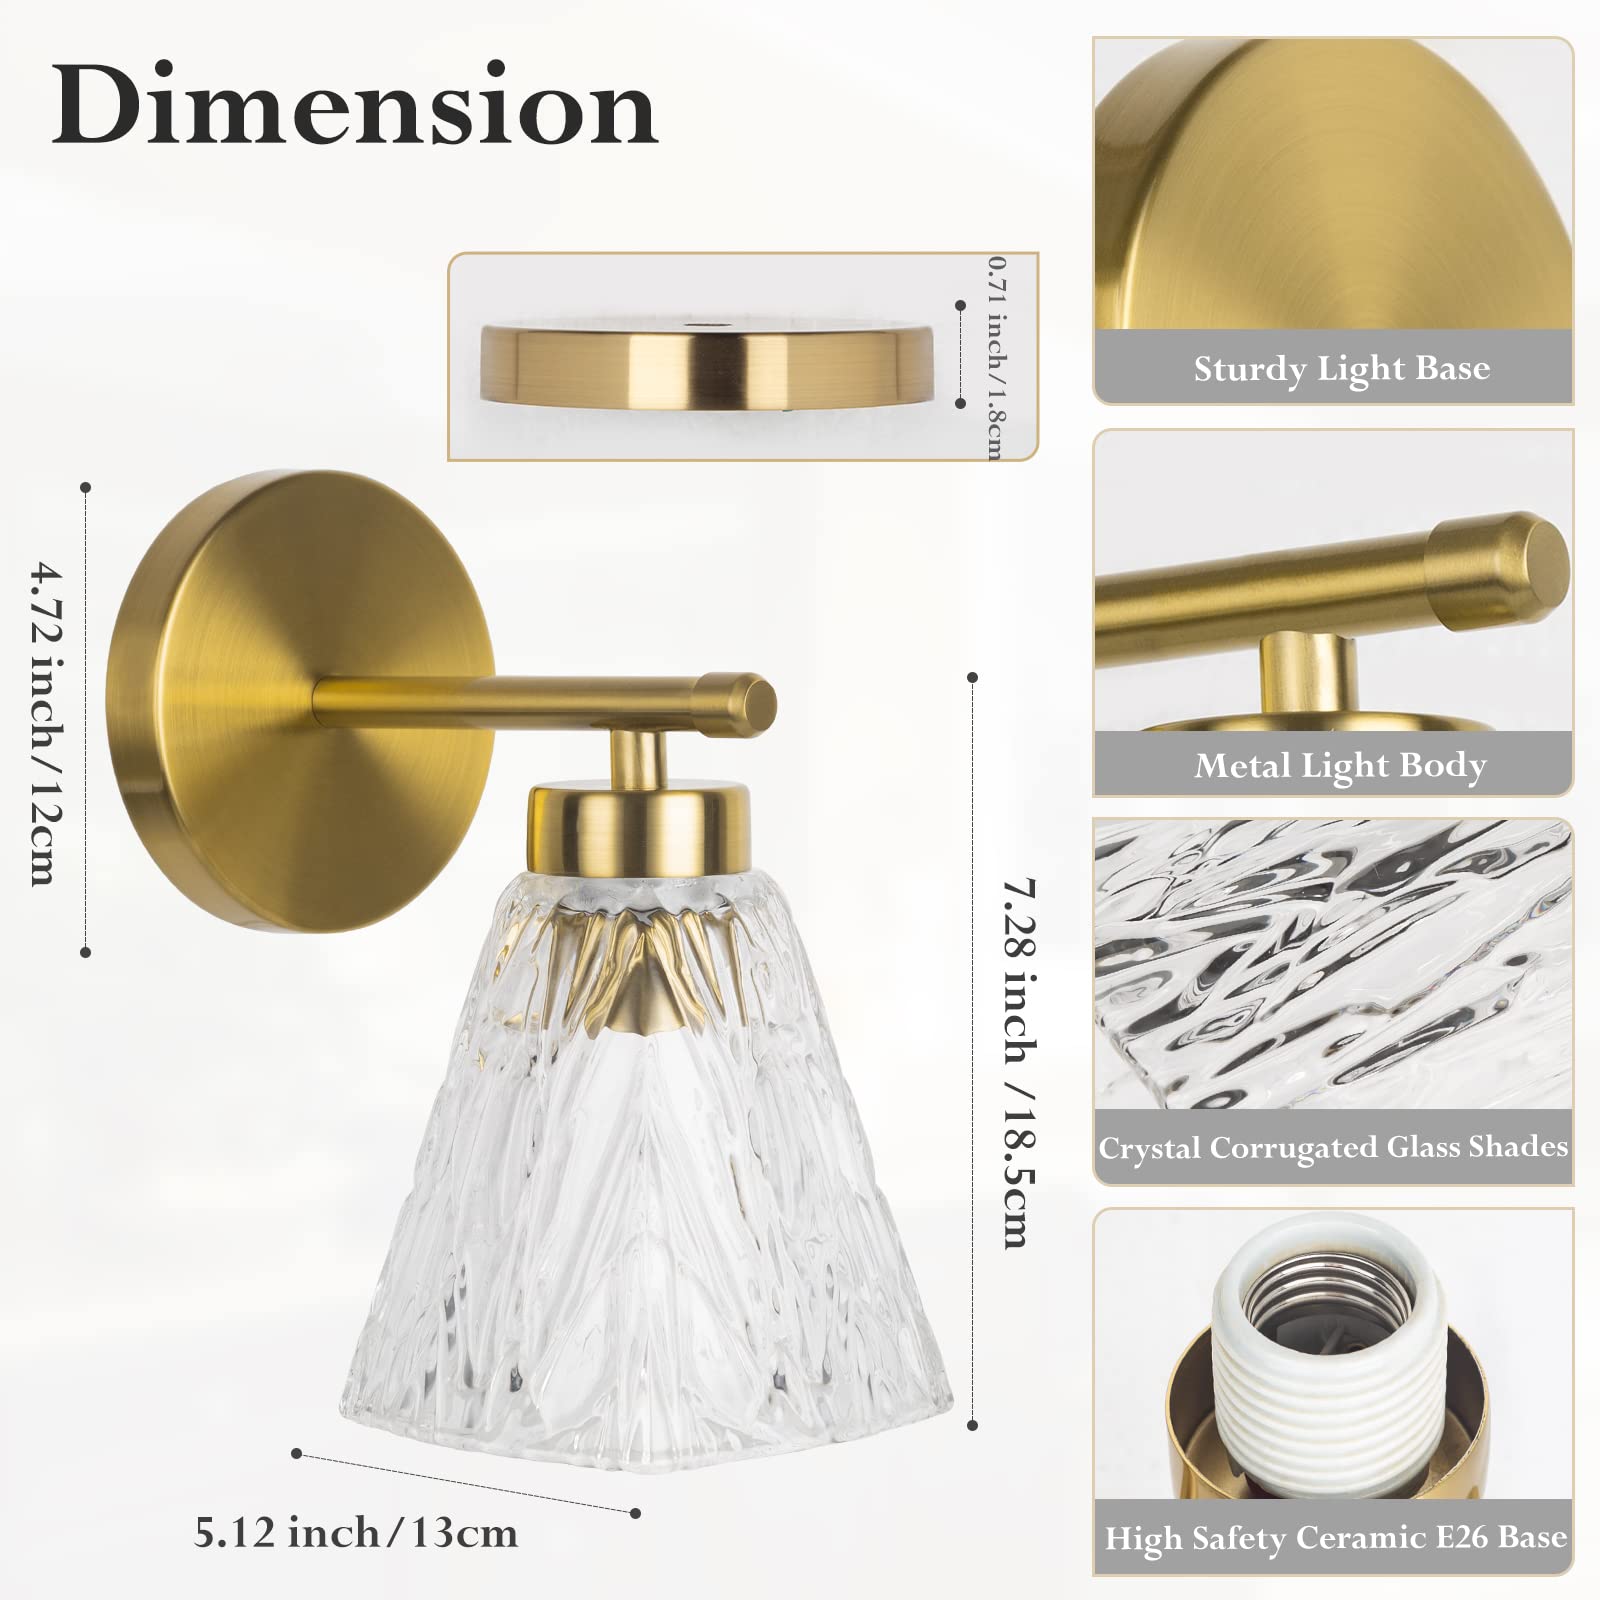 Dimension
0.71 inch/1.8cm
4.72 inch/12cm
7.28 inch /18.5cm
5.12 inch/13cm
Sturdy Light Base
Metal Light Body
Crystal Corrugated Glass Shades
High Safety Ceramic E26 Base